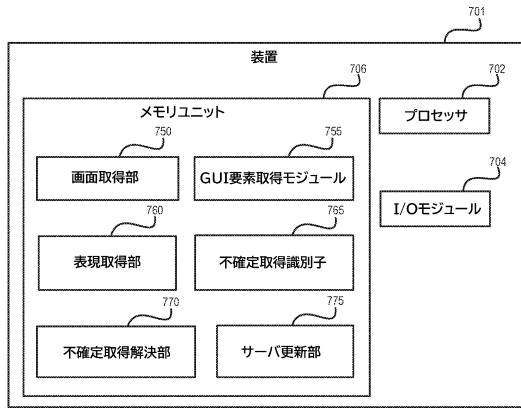 701
装置
706
702
メモリユニット
プロセッサ
750
755
画面取得部
GUI要素取得モジュール
704
I/Oモジュール
760
765
表現取得部
不確定取得識別子
770
775
不確定取得解決部
サーバ更新部